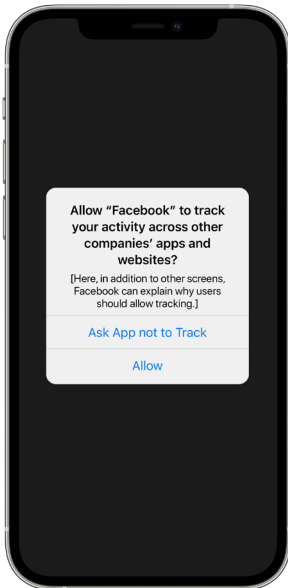 Allow “Facebook” to track
your activity across other
companies’ apps and
websites?
[Here, in addition to other screens,
Facebook can explain why users
should allow tracking.]
Ask App not to Track
Allow